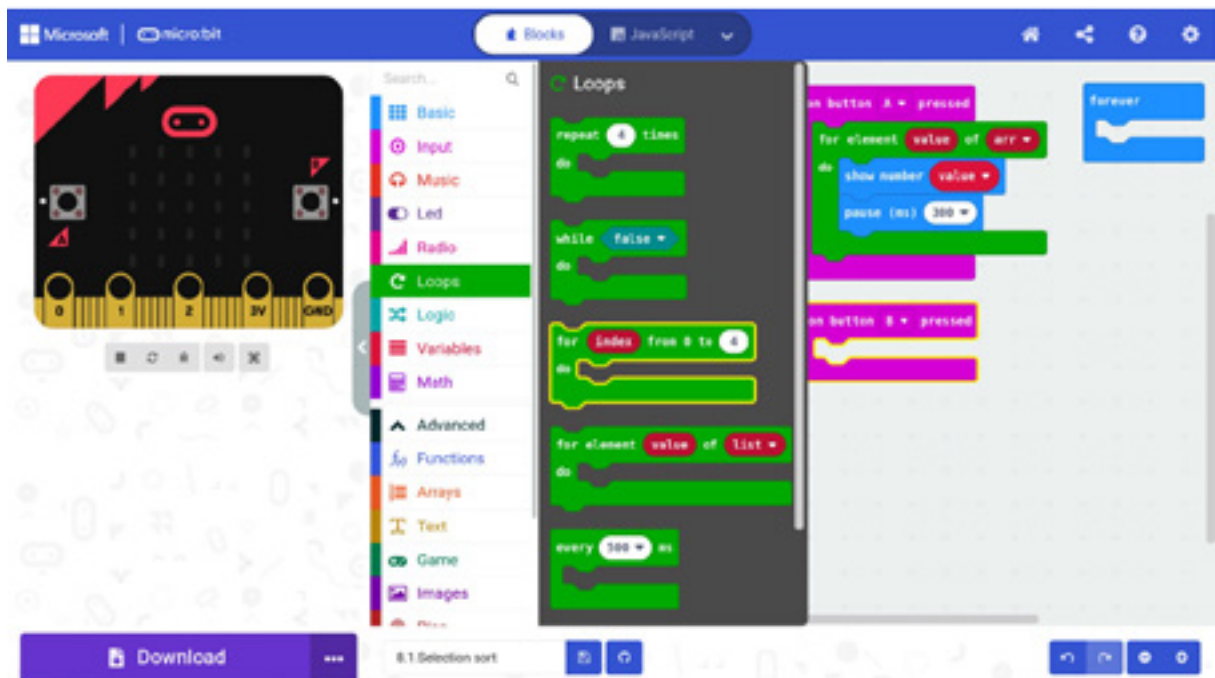 Microsoft | micro:bit
Blocks
JavaScript
Search...
Basic
Input
Music
Led
Radio
Loops
Logic
Variables
Math
Advanced
Functions
Arrays
Text
Game
Images
Loops
repeat 4 times
do
while false
do
for index from 0 to 4
do
for element value of list
do
every 500 ms
on button A pressed
for element value of arr
do
show number value
pause (ms) 300
on button B pressed
forever
A
B
0 1 2 3V GND
Download
...
8.1.Selection sort